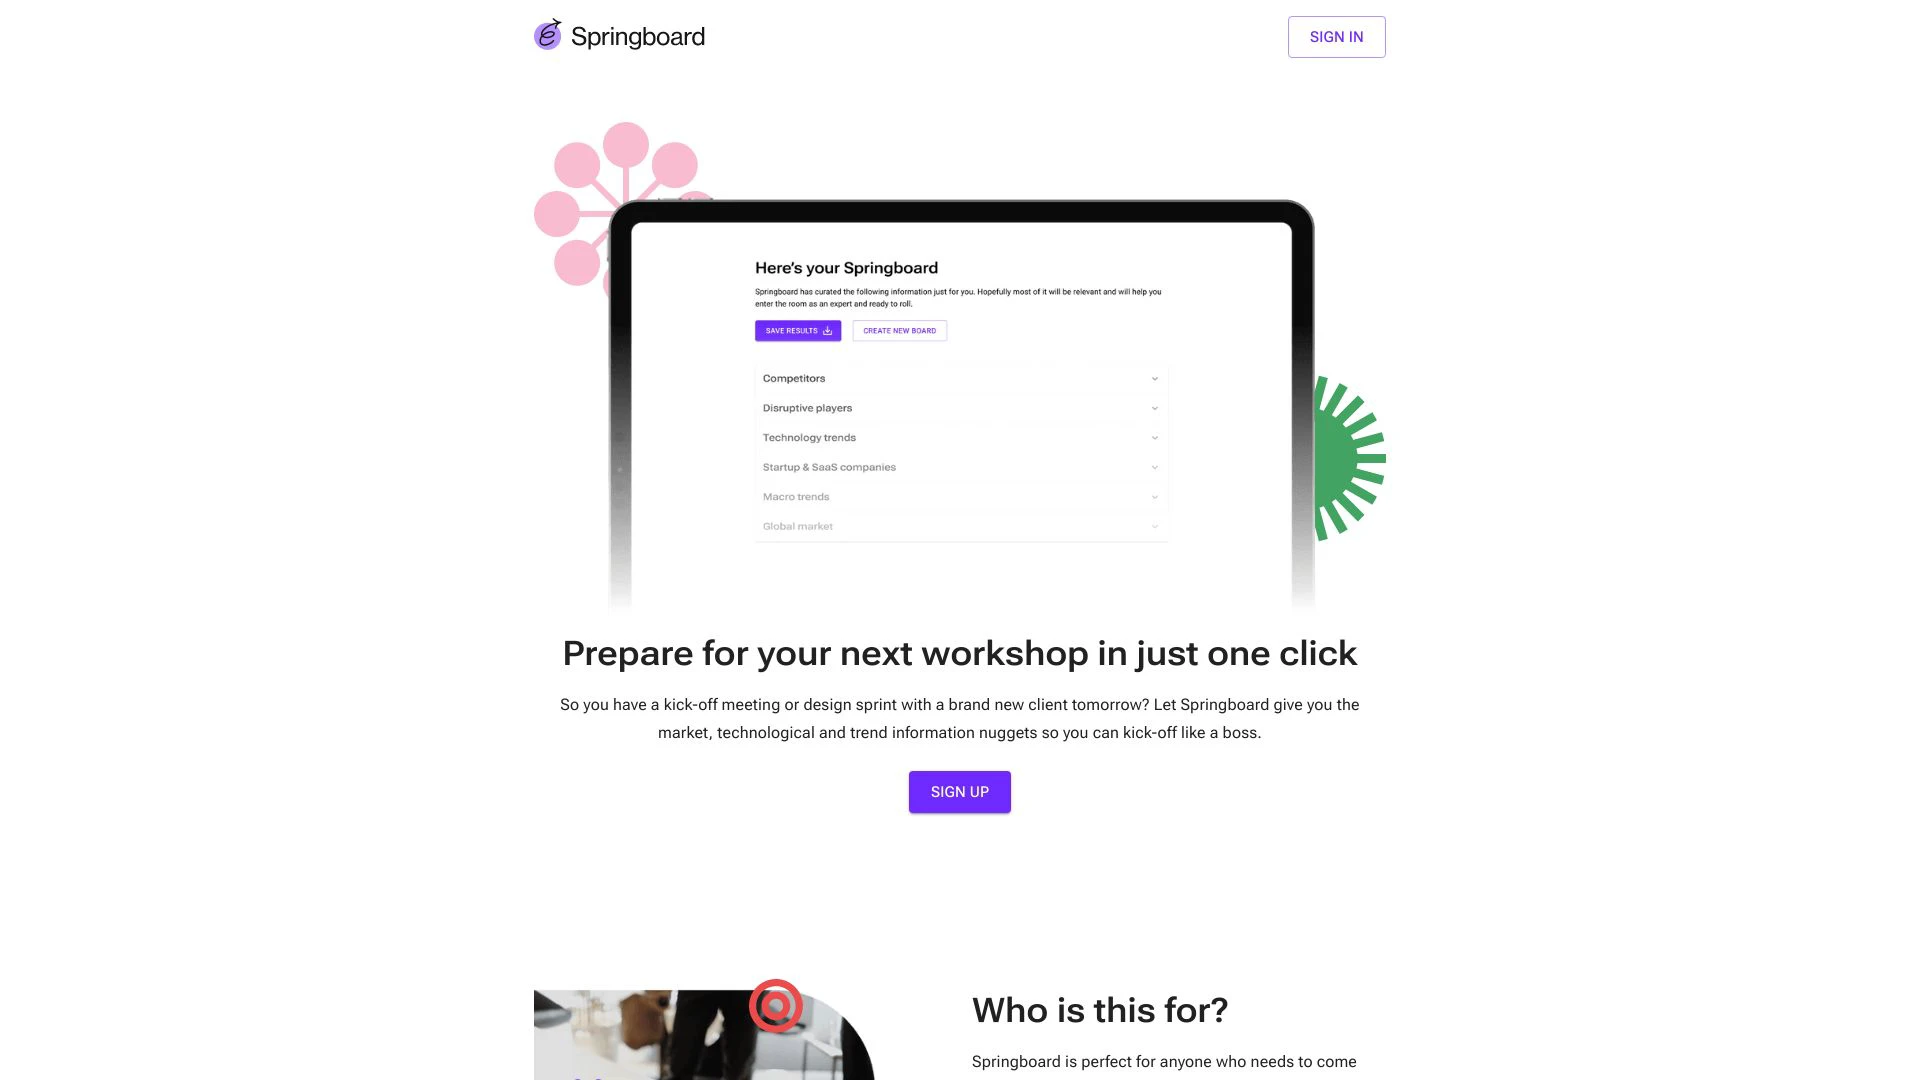 Springboard
SIGN IN
Here's your Springboard
Springboard has curated the following information just for you. Hopefully most of it will be relevant and will help you
enter the room as an expert and ready to roll.
SAVE RESULTS
CREATE NEW BOARD
Competitors
Disruptive players
Technology trends
Startup & SaaS companies
Macro trends
Global market
Prepare for your next workshop in just one click
So you have a kick-off meeting or design sprint with a brand new client tomorrow? Let Springboard give you the
market, technological and trend information nuggets so you can kick-off like a boss.
SIGN UP
Who is this for?
Springboard is perfect for anyone who needs to come